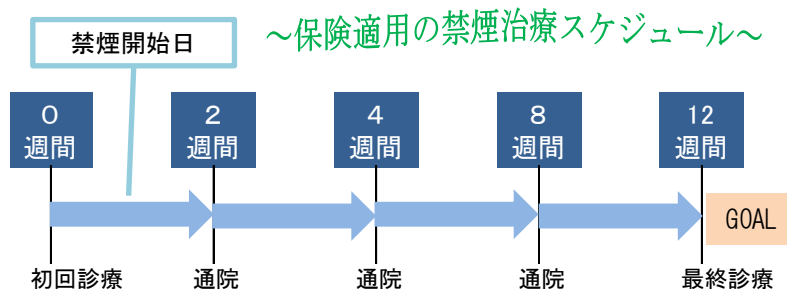 ～保険適用の禁煙治療スケジュール～
禁煙開始日
０
週間
２
週間
４
週間
８
週間
12
週間
GOAL
初回診療
通院
通院
通院
最終診療